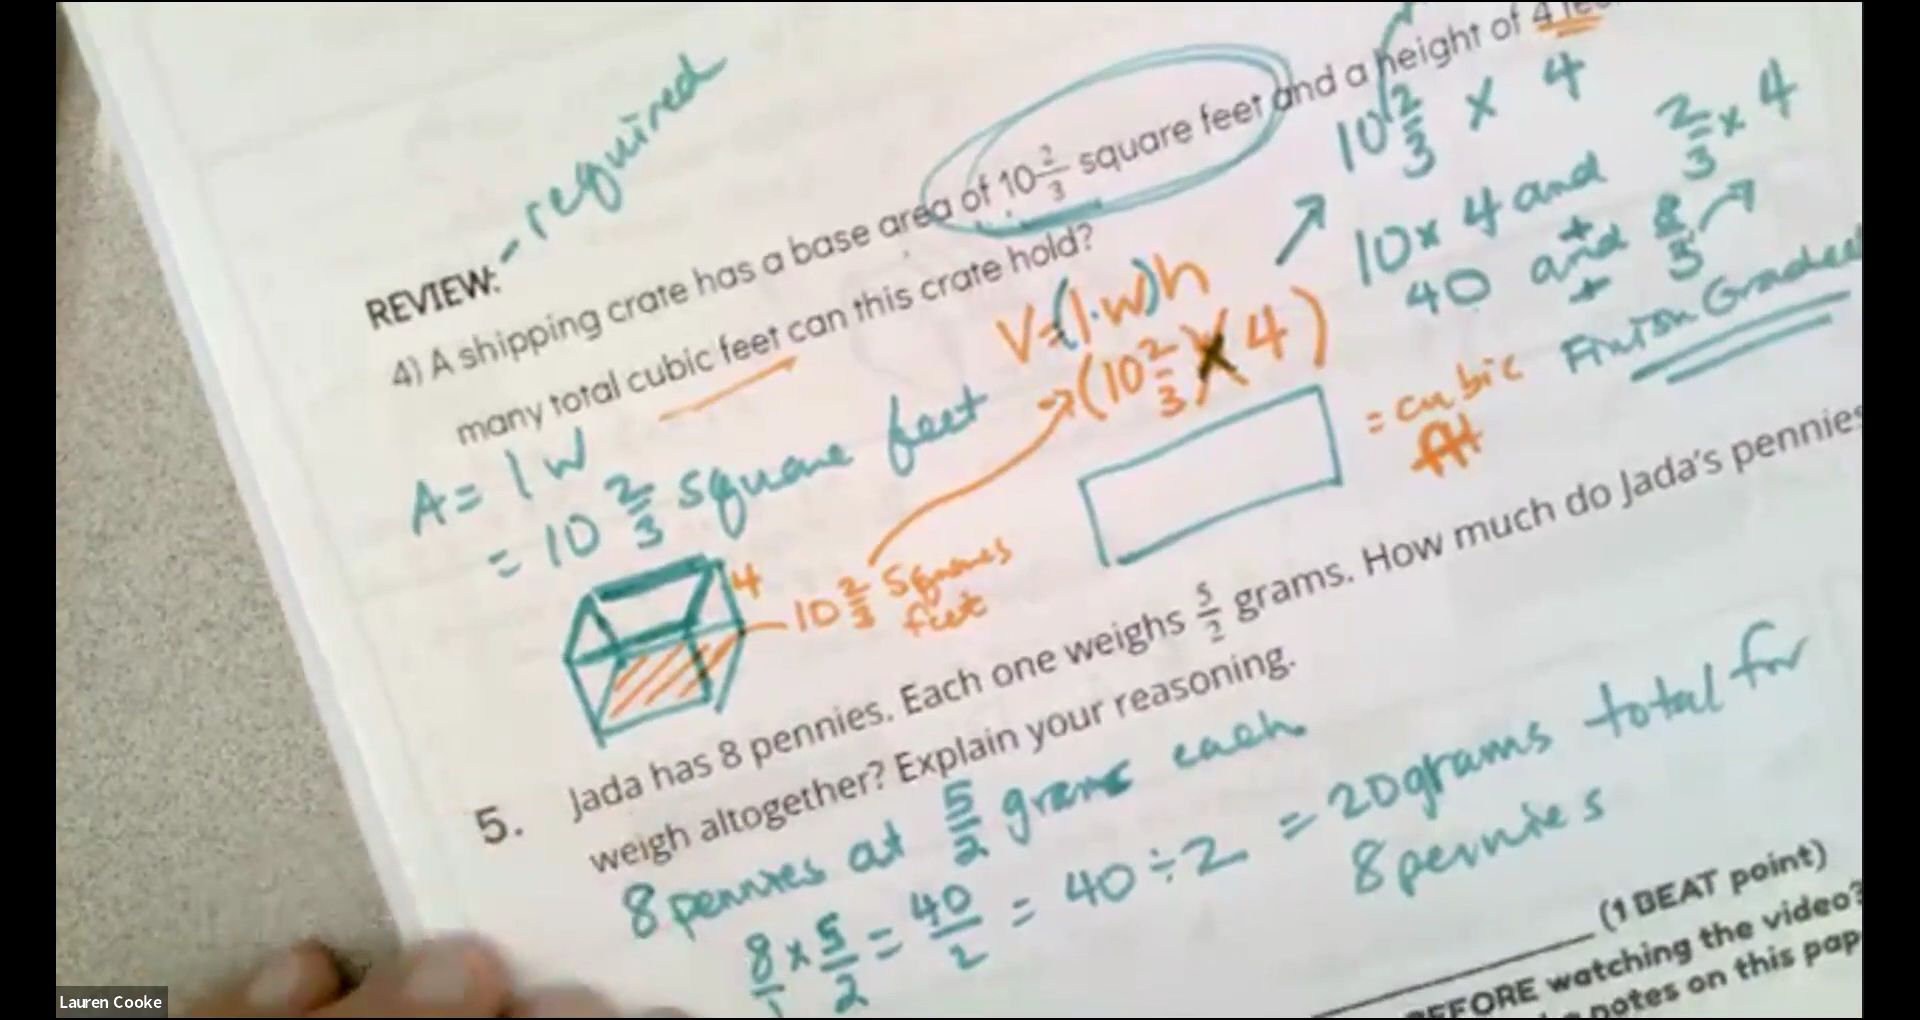 REVIEW: - required
4) A shipping crate has a base area of 10 2/3 square feet and a height of 4
many total cubic feet can this crate hold?
10 2/3 x 4
10 x 4 and 2/3 x 4
40 and 8/3
+ +
Finish Graded
V = (l·w)h
(10 2/3)x(4)
= cubic
ft
A = l w
= 10 2/3 square feet
4
10 2/3 squares
feet
5. Jada has 8 pennies. Each one weighs 5/2 grams. How much do Jada's pennies
weigh altogether? Explain your reasoning.
8 pennies at 5/2 grams each
8/1 x 5/2 = 40/2 = 40 ÷ 2 = 20 grams total for
8 pennies
(1 BEAT point)
BEFORE watching the video?
notes on this pap
Lauren Cooke